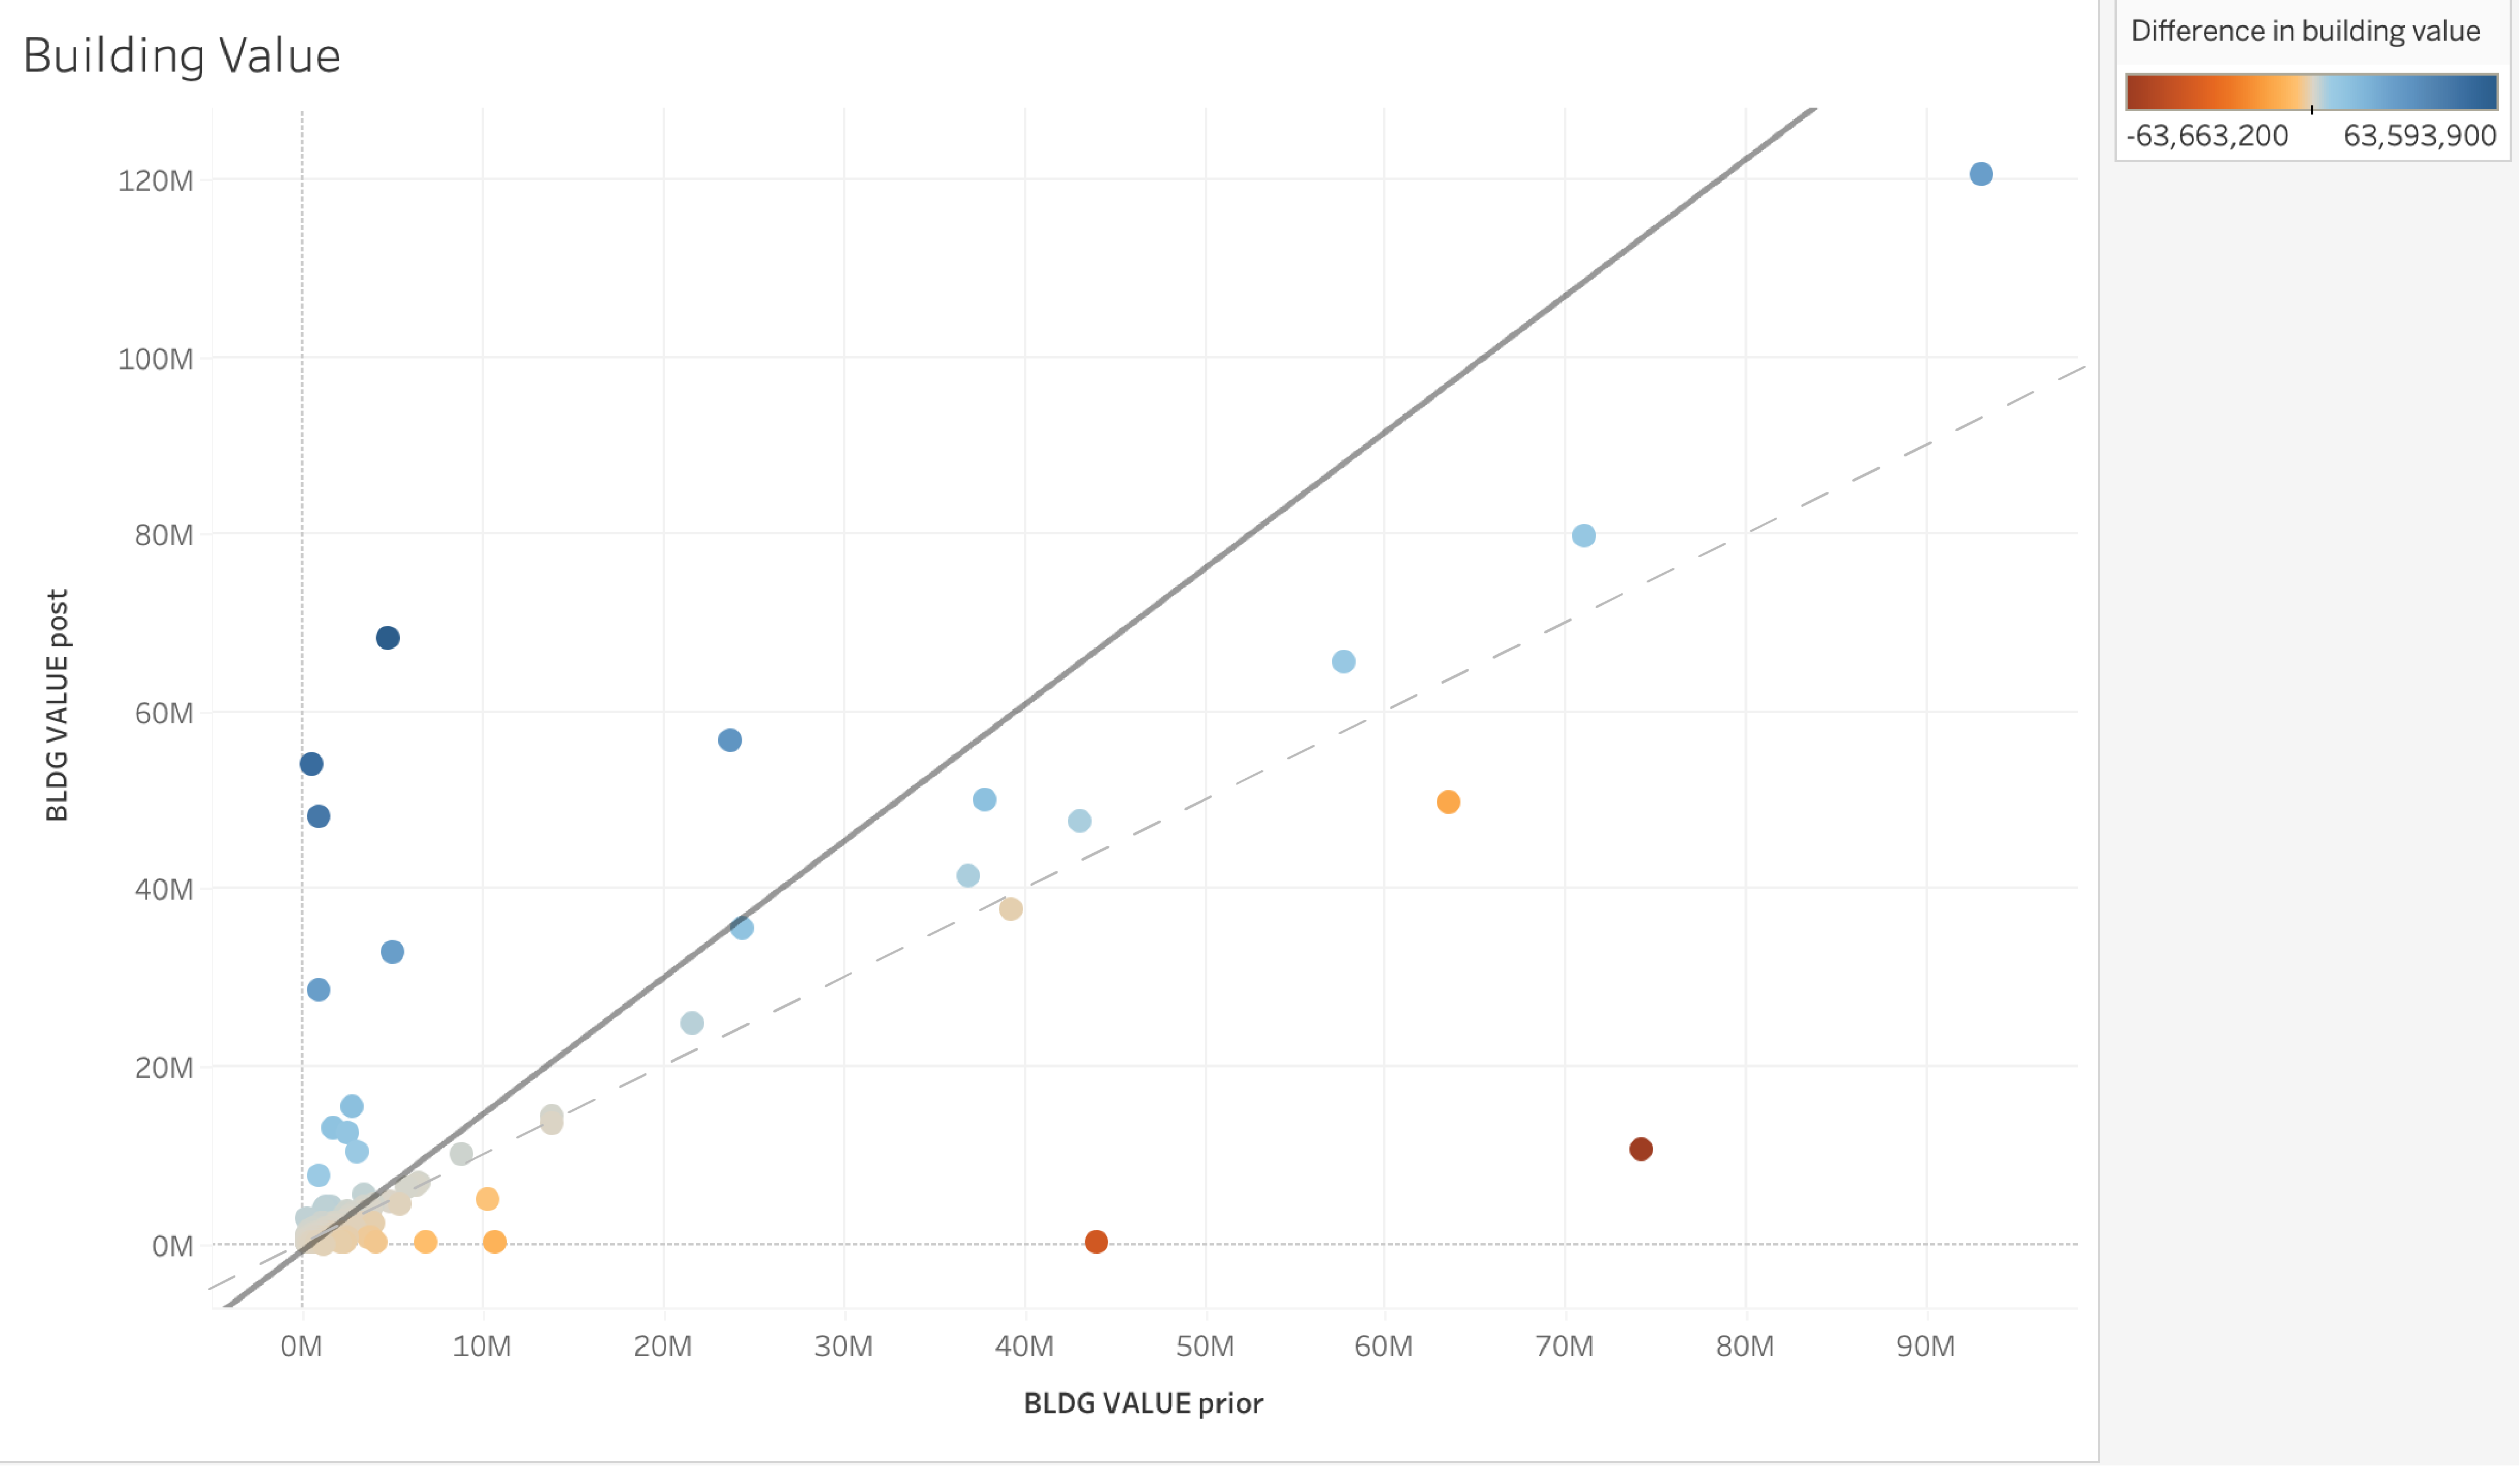 Building Value
Difference in building value
-63,663,200 63,593,900
120M
100M
80M
60M
40M
20M
0M
BLDG VALUE post
0M 10M 20M 30M 40M 50M 60M 70M 80M 90M
BLDG VALUE prior